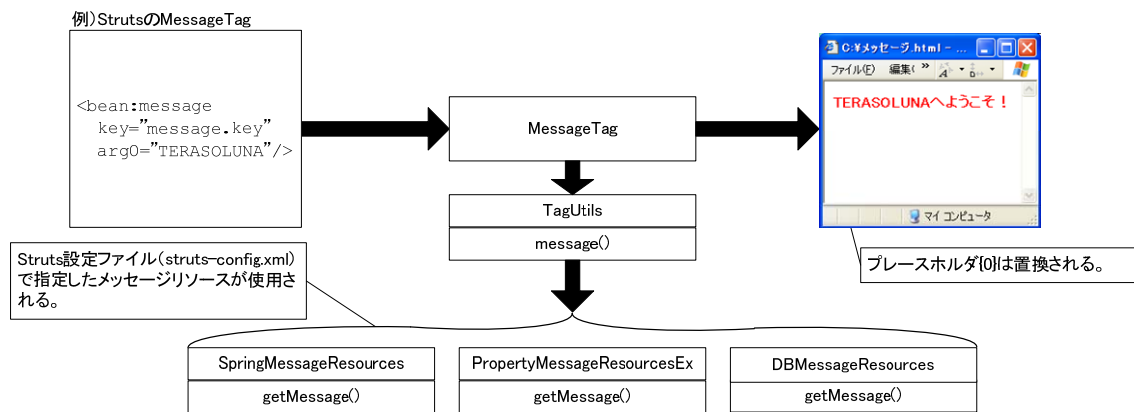 例）StrutsのMessageTag
<bean:message
key="message.key"
arg0="TERASOLUNA"/>
MessageTag
TagUtils
message()
C:¥メッセージ.html - ...
ファイル(F) 編集( »
TERASOLUNAへようこそ！
マイ コンピュータ
プレースホルダ{0}は置換される。
Struts設定ファイル（struts-config.xml）
で指定したメッセージリソースが使用さ
れる。
SpringMessageResources
getMessage()
PropertyMessageResourcesEx
getMessage()
DBMessageResources
getMessage()